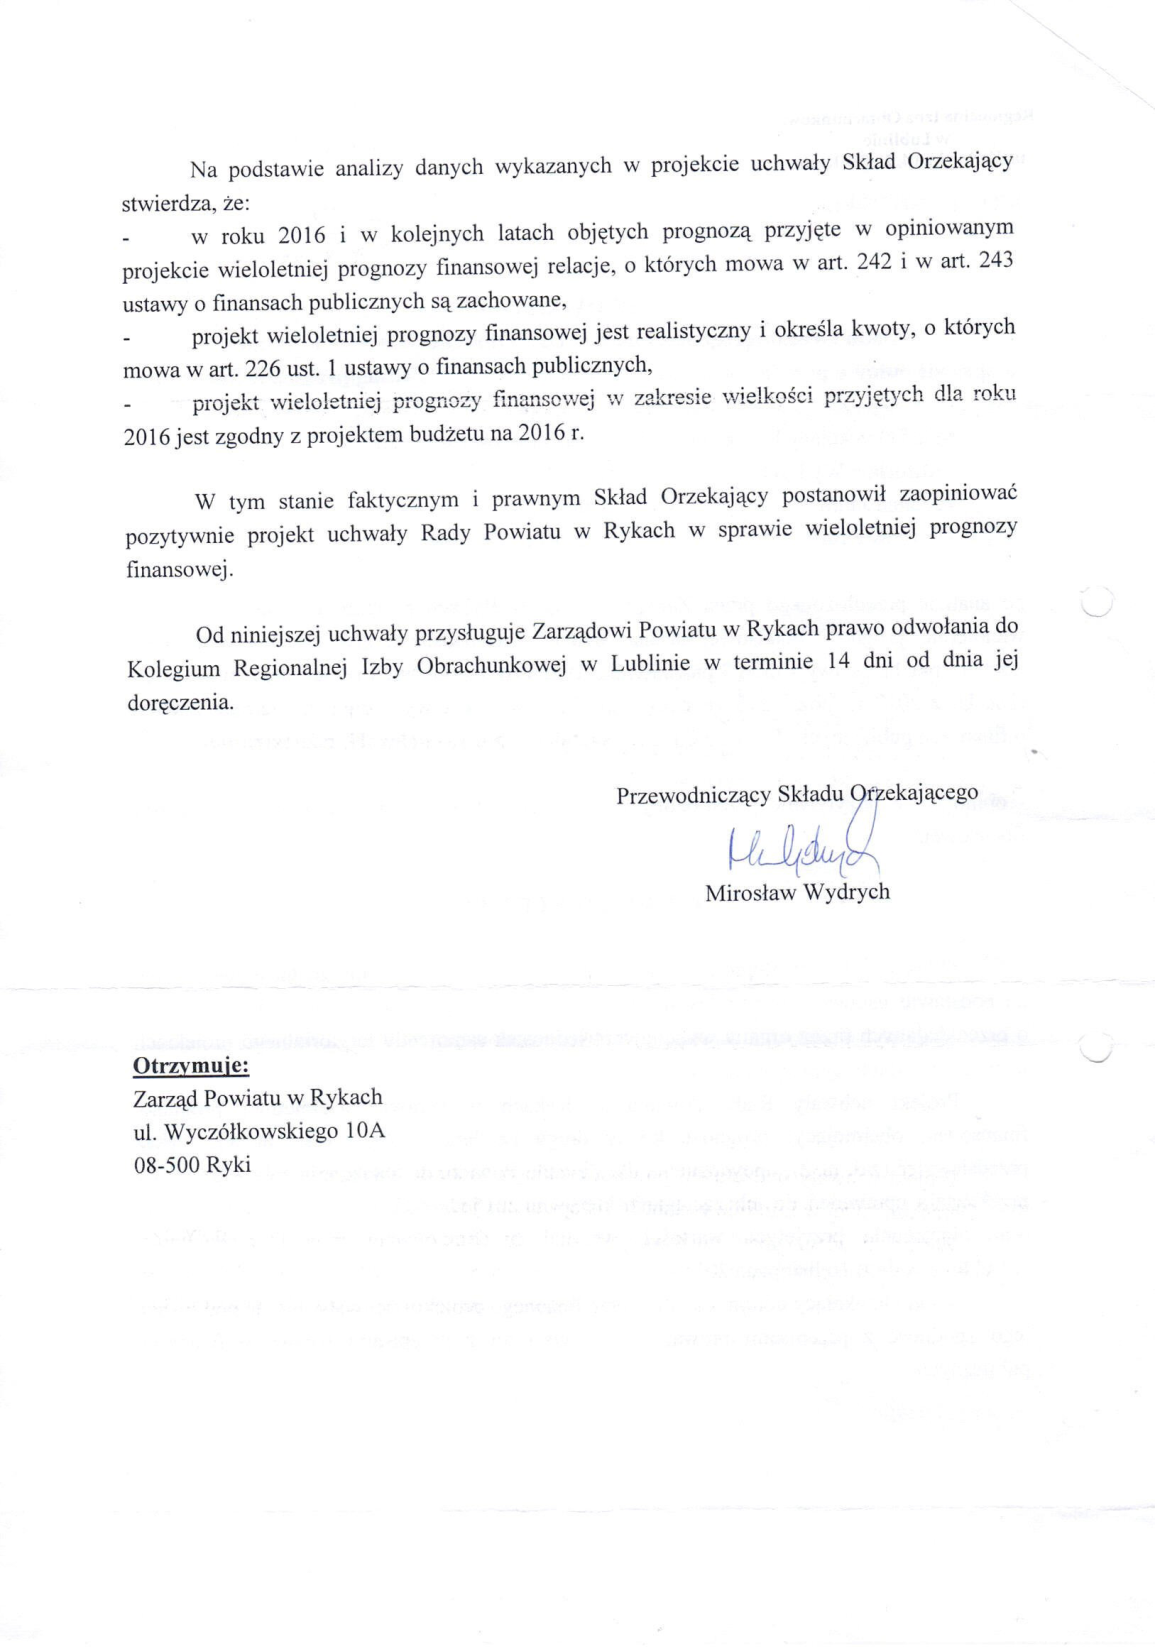 Na podstawie analizy danych wykazanych w projekcie uchwały Skład Orzekający
stwierdza, że:
- w roku 2016 i w kolejnych latach objętych prognozą przyjęte w opiniowanym
projekcie wieloletniej prognozy finansowej relacje, o których mowa w art. 242 i w art. 243
ustawy o finansach publicznych są zachowane,
- projekt wieloletniej prognozy finansowej jest realistyczny i określa kwoty, o których
mowa w art. 226 ust. 1 ustawy o finansach publicznych,
- projekt wieloletniej prognozy finansowej w zakresie wielkości przyjętych dla roku
2016 jest zgodny z projektem budżetu na 2016 r.
W tym stanie faktycznym i prawnym Skład Orzekający postanowił zaopiniować
pozytywnie projekt uchwały Rady Powiatu w Rykach w sprawie wieloletniej prognozy
finansowej.
Od niniejszej uchwały przysługuje Zarządowi Powiatu w Rykach prawo odwołania do
Kolegium Regionalnej Izby Obrachunkowej w Lublinie w terminie 14 dni od dnia jej
doręczenia.
Przewodniczący Składu Orzekającego
Mirosław Wydrych
Otrzymuje:
Zarząd Powiatu w Rykach
ul. Wyczółkowskiego 10A
08-500 Ryki